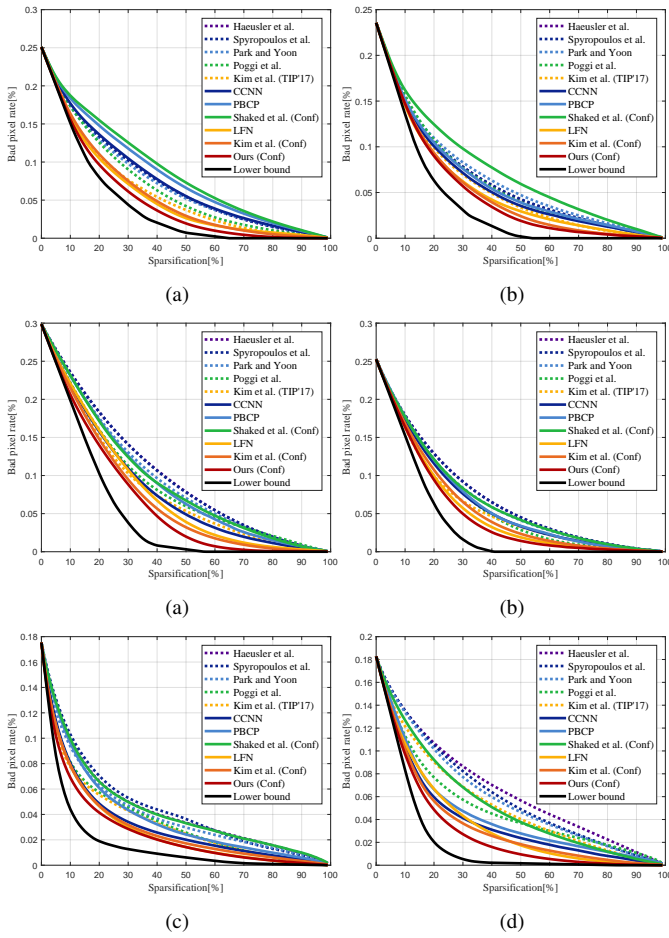 Bad pixel rate[%]
0.3
0.25
0.2
0.15
0.1
0.05
0
0 10 20 30 40 50 60 70 80 90 100
Sparsification[%]
Haeusler et al.
Spyropoulos et al.
Park and Yoon
Poggi et al.
Kim et al. (TIP'17)
CCNN
PBCP
Shaked et al. (Conf)
LFN
Kim et al. (Conf)
Ours (Conf)
Lower bound
(a)
Bad pixel rate[%]
0.25
0.2
0.15
0.1
0.05
0
0 10 20 30 40 50 60 70 80 90 100
Sparsification[%]
Haeusler et al.
Spyropoulos et al.
Park and Yoon
Poggi et al.
Kim et al. (TIP'17)
CCNN
PBCP
Shaked et al. (Conf)
LFN
Kim et al. (Conf)
Ours (Conf)
Lower bound
(b)
Bad pixel rate[%]
0.3
0.25
0.2
0.15
0.1
0.05
0
0 10 20 30 40 50 60 70 80 90 100
Sparsification[%]
Haeusler et al.
Spyropoulos et al.
Park and Yoon
Poggi et al.
Kim et al. (TIP'17)
CCNN
PBCP
Shaked et al. (Conf)
LFN
Kim et al. (Conf)
Ours (Conf)
Lower bound
(a)
Bad pixel rate[%]
0.3
0.25
0.2
0.15
0.1
0.05
0
0 10 20 30 40 50 60 70 80 90 100
Sparsification[%]
Haeusler et al.
Spyropoulos et al.
Park and Yoon
Poggi et al.
Kim et al. (TIP'17)
CCNN
PBCP
Shaked et al. (Conf)
LFN
Kim et al. (Conf)
Ours (Conf)
Lower bound
(b)
Bad pixel rate[%]
0.18
0.16
0.14
0.12
0.1
0.08
0.06
0.04
0.02
0
0 10 20 30 40 50 60 70 80 90 100
Sparsification[%]
Haeusler et al.
Spyropoulos et al.
Park and Yoon
Poggi et al.
Kim et al. (TIP'17)
CCNN
PBCP
Shaked et al. (Conf)
LFN
Kim et al. (Conf)
Ours (Conf)
Lower bound
(c)
Bad pixel rate[%]
0.2
0.18
0.16
0.14
0.12
0.1
0.08
0.06
0.04
0.02
0
0 10 20 30 40 50 60 70 80 90 100
Sparsification[%]
Haeusler et al.
Spyropoulos et al.
Park and Yoon
Poggi et al.
Kim et al. (TIP'17)
CCNN
PBCP
Shaked et al. (Conf)
LFN
Kim et al. (Conf)
Ours (Conf)
Lower bound
(d)